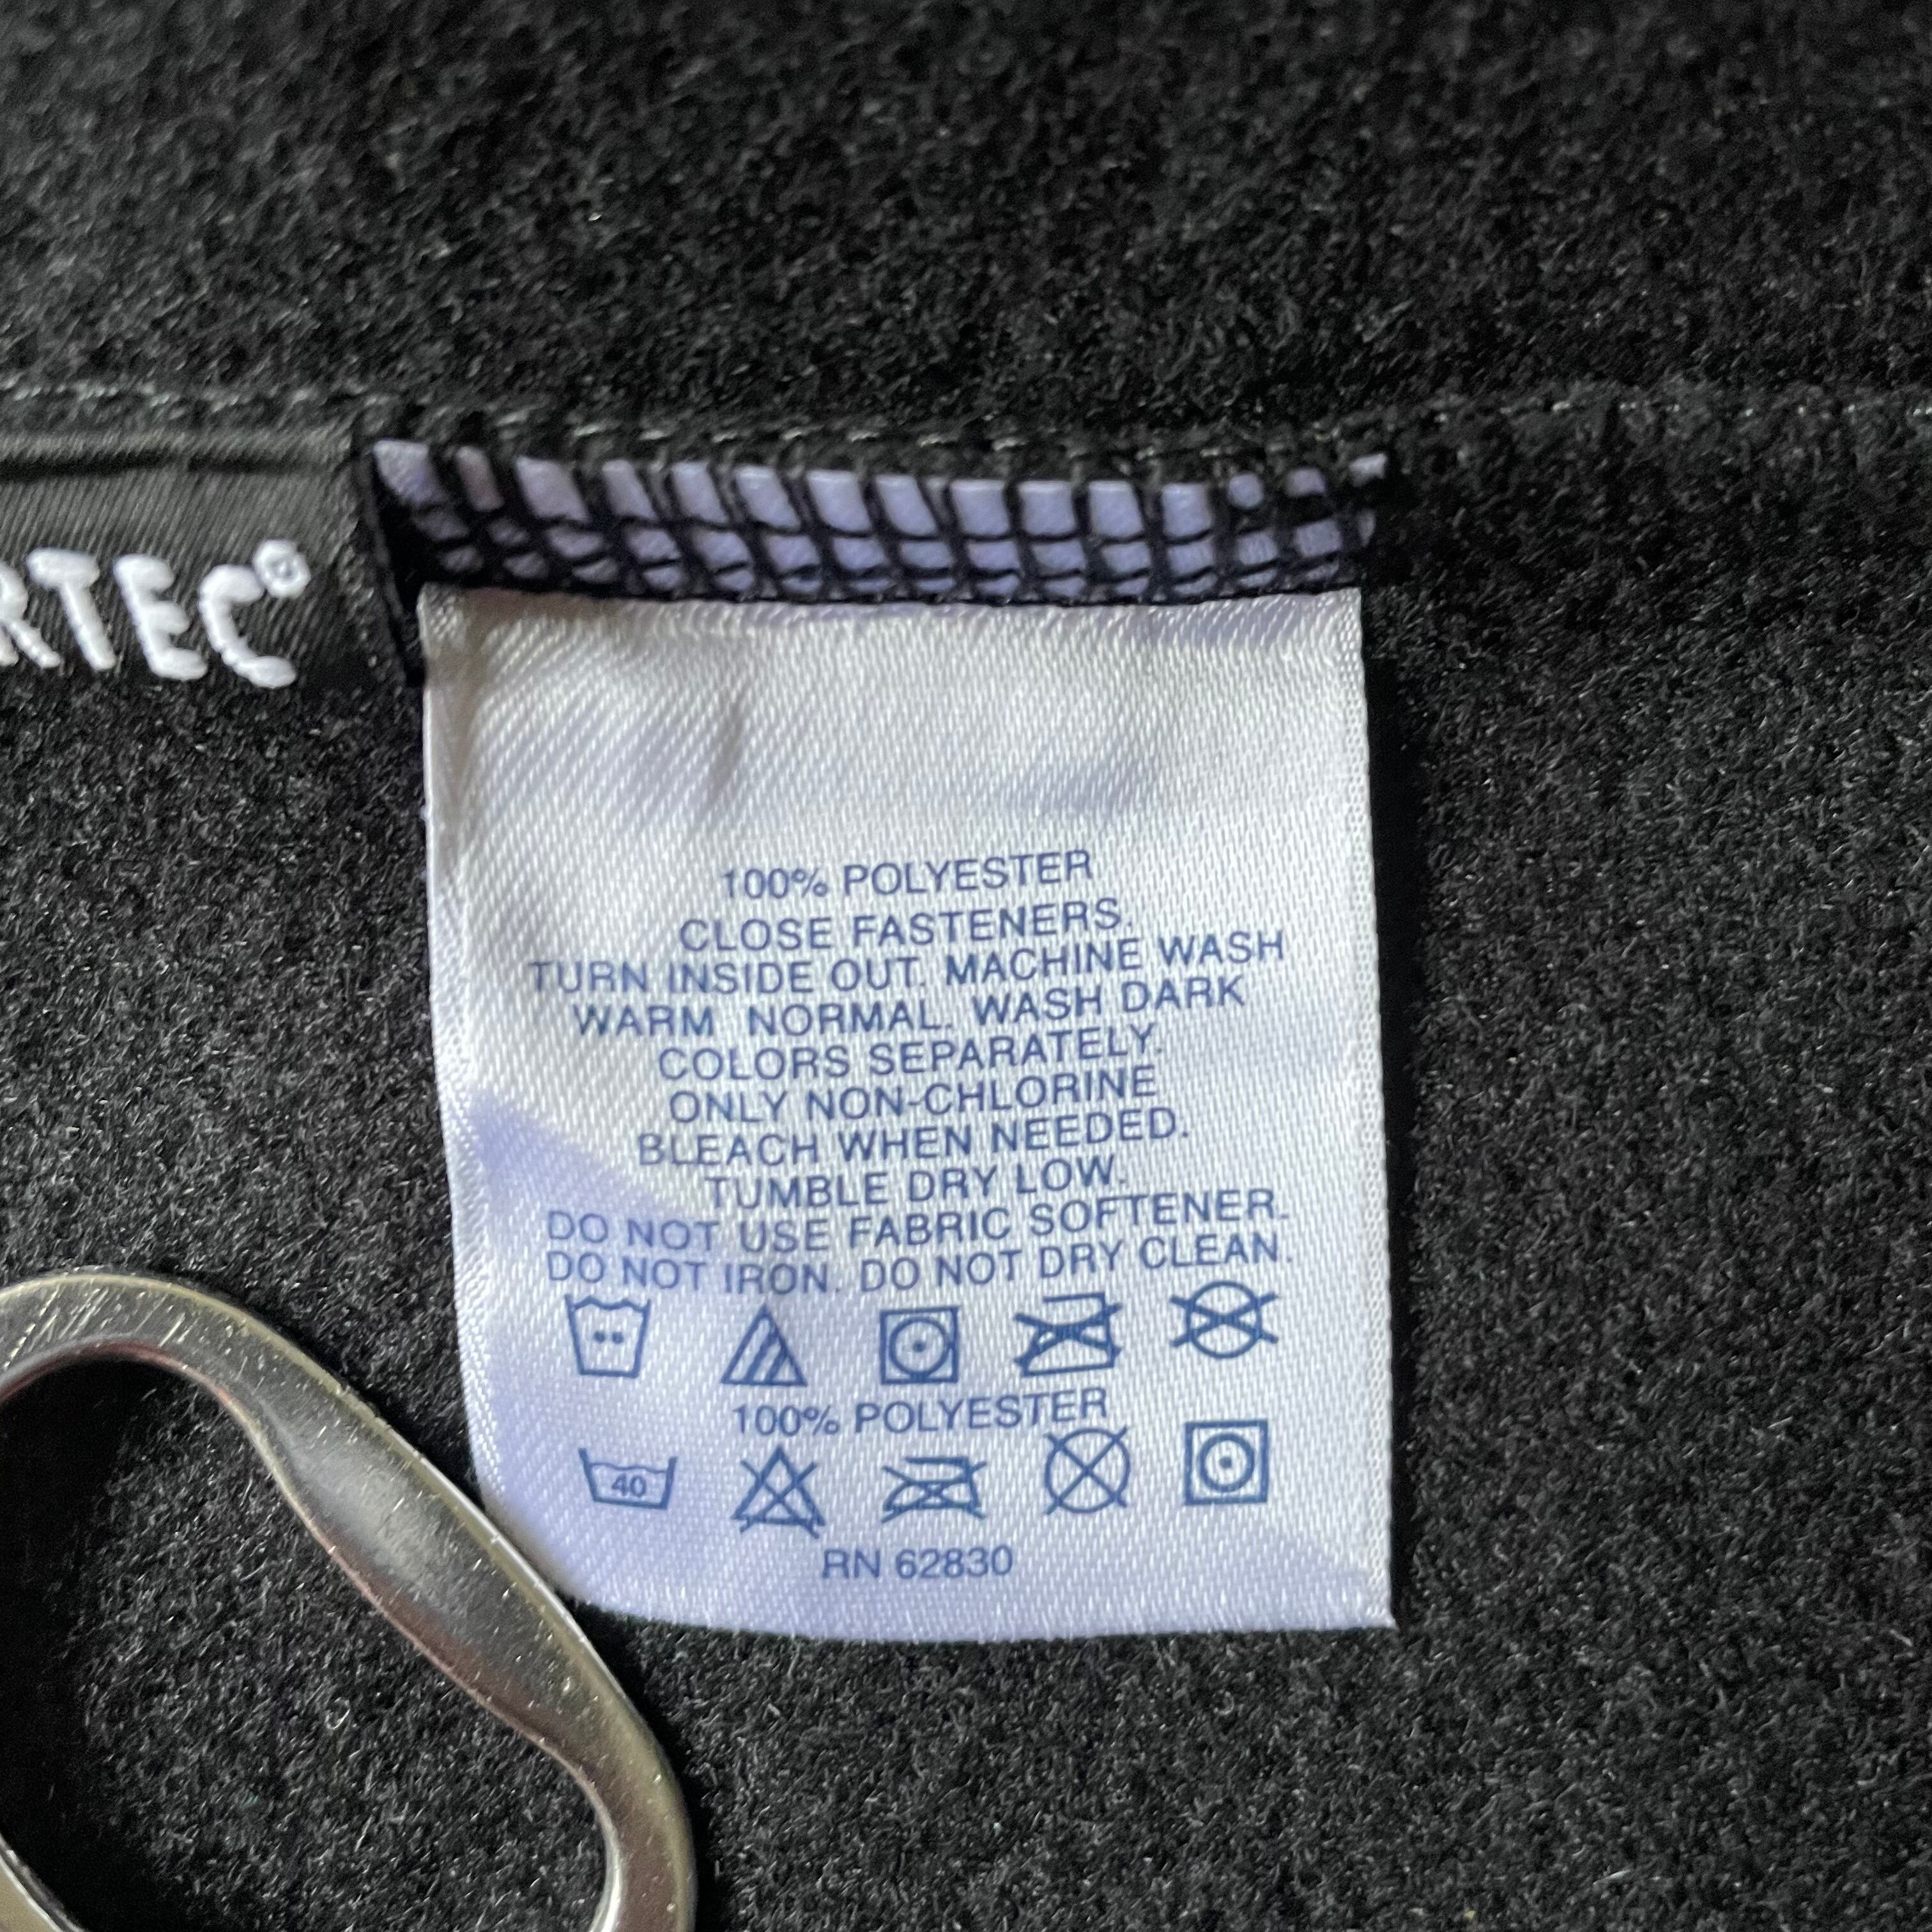 RTEC®
100% POLYESTER
CLOSE FASTENERS.
TURN INSIDE OUT. MACHINE WASH
WARM NORMAL. WASH DARK
COLORS SEPARATELY.
ONLY NON-CHLORINE
BLEACH WHEN NEEDED.
TUMBLE DRY LOW.
DO NOT USE FABRIC SOFTENER.
DO NOT IRON. DO NOT DRY CLEAN.
100% POLYESTER
40
RN 62830